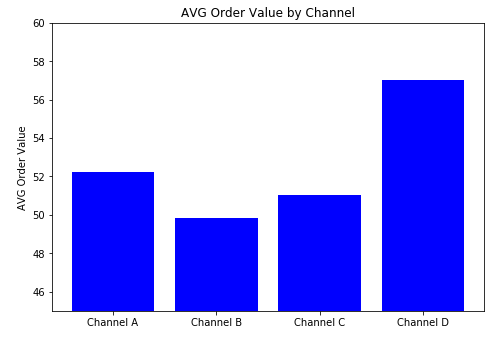 AVG Order Value by Channel
AVG Order Value
60
58
56
54
52
50
48
46
Channel A
Channel B
Channel C
Channel D